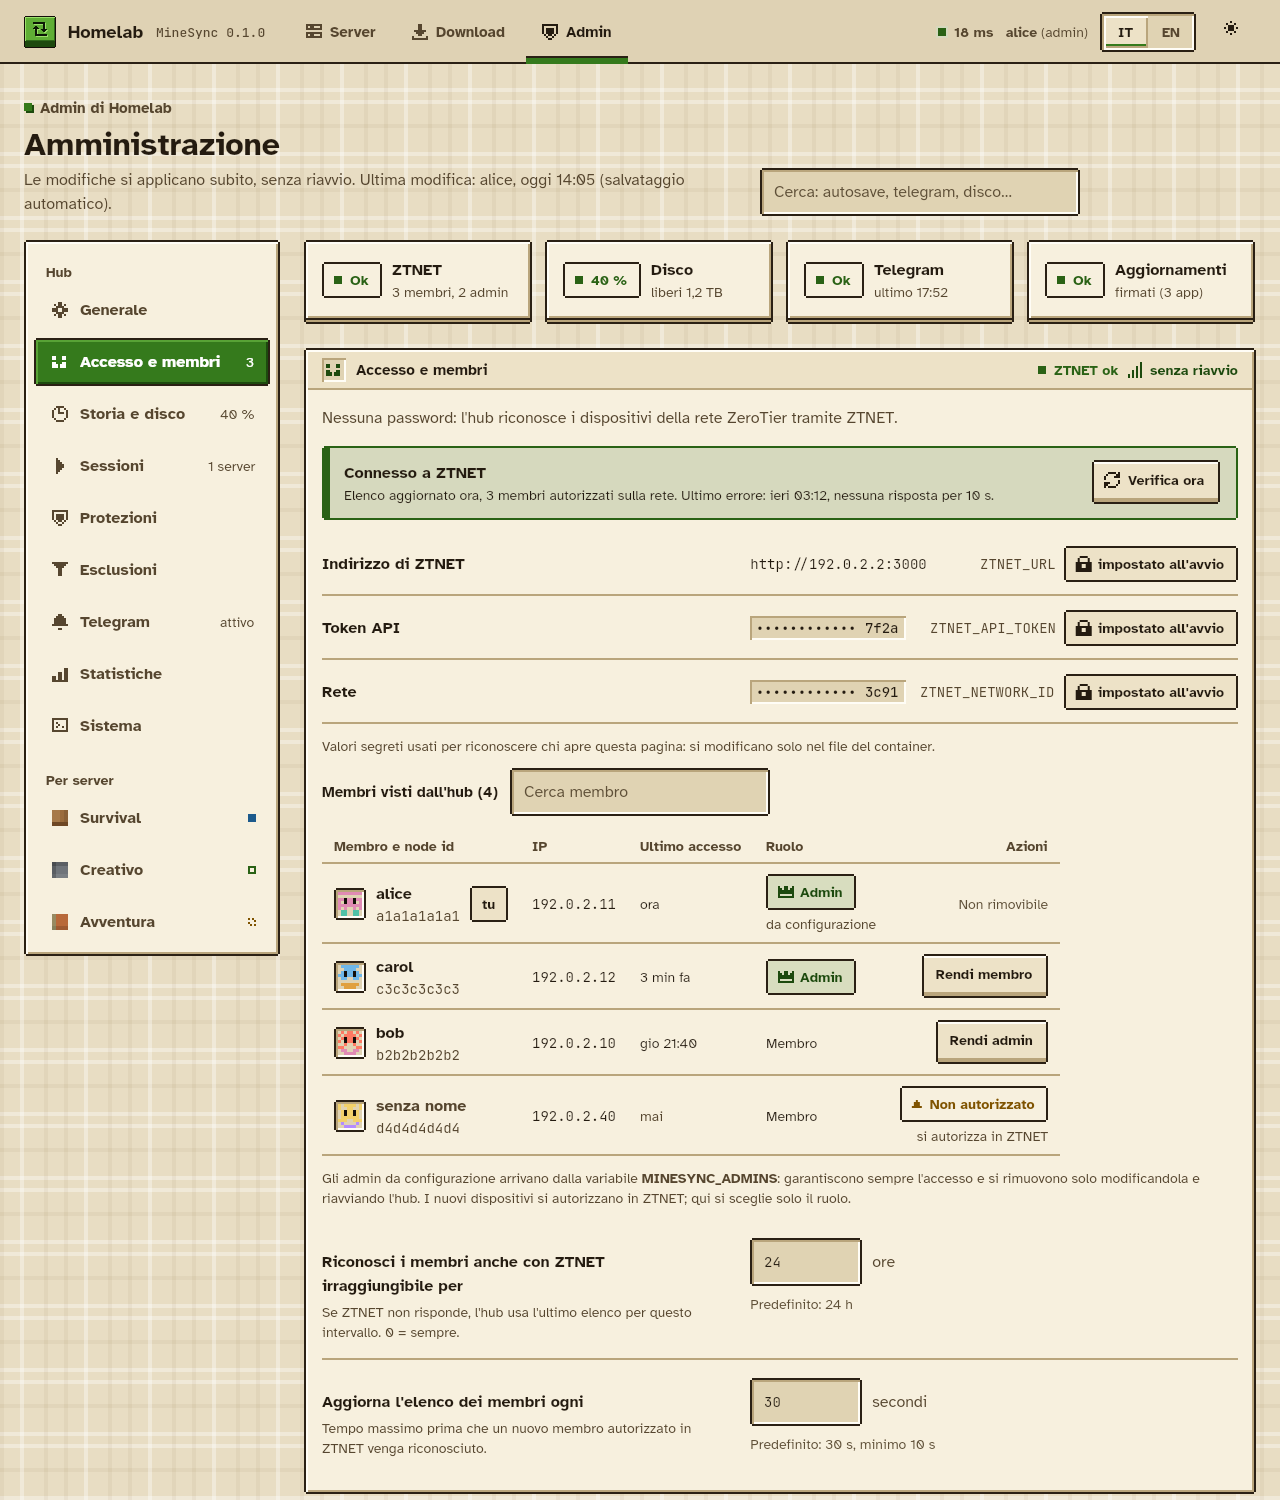 Homelab MineSync 0.1.0 Server Download Admin 18 ms alice (admin) IT EN
Admin di Homelab
Amministrazione
Le modifiche si applicano subito, senza riavvio. Ultima modifica: alice, oggi 14:05 (salvataggio
automatico).
Cerca: autosave, telegram, disco...
Hub
Generale
Accesso e membri 3
Storia e disco 40 %
Sessioni 1 server
Protezioni
Esclusioni
Telegram attivo
Statistiche
Sistema
Per server
Survival
Creativo
Avventura
Ok ZTNET
3 membri, 2 admin
40 % Disco
liberi 1,2 TB
Ok Telegram
ultimo 17:52
Ok Aggiornamenti
firmati (3 app)
Accesso e membri ZTNET ok senza riavvio
Nessuna password: l'hub riconosce i dispositivi della rete ZeroTier tramite ZTNET.
Connesso a ZTNET
Elenco aggiornato ora, 3 membri autorizzati sulla rete. Ultimo errore: ieri 03:12, nessuna risposta per 10 s.
Verifica ora
Indirizzo di ZTNET http://192.0.2.2:3000 ZTNET_URL impostato all'avvio
Token API •••••••••••• 7f2a ZTNET_API_TOKEN impostato all'avvio
Rete •••••••••••• 3c91 ZTNET_NETWORK_ID impostato all'avvio
Valori segreti usati per riconoscere chi apre questa pagina: si modificano solo nel file del container.
Membri visti dall'hub (4) Cerca membro
Membro e node id IP Ultimo accesso Ruolo Azioni
alice
a1a1a1a1a1 tu 192.0.2.11 ora Admin
da configurazione Non rimovibile
carol
c3c3c3c3c3 192.0.2.12 3 min fa Admin Rendi membro
bob
b2b2b2b2b2 192.0.2.10 gio 21:40 Membro Rendi admin
senza nome
d4d4d4d4d4 192.0.2.40 mai Membro Non autorizzato
si autorizza in ZTNET
Gli admin da configurazione arrivano dalla variabile MINESYNC_ADMINS: garantiscono sempre l'accesso e si rimuovono solo modificandola e
riavviando l'hub. I nuovi dispositivi si autorizzano in ZTNET; qui si sceglie solo il ruolo.
Riconosci i membri anche con ZTNET
irraggiungibile per
Se ZTNET non risponde, l'hub usa l'ultimo elenco per questo
intervallo. 0 = sempre.
24 ore
Predefinito: 24 h
Aggiorna l'elenco dei membri ogni
Tempo massimo prima che un nuovo membro autorizzato in
ZTNET venga riconosciuto.
30 secondi
Predefinito: 30 s, minimo 10 s